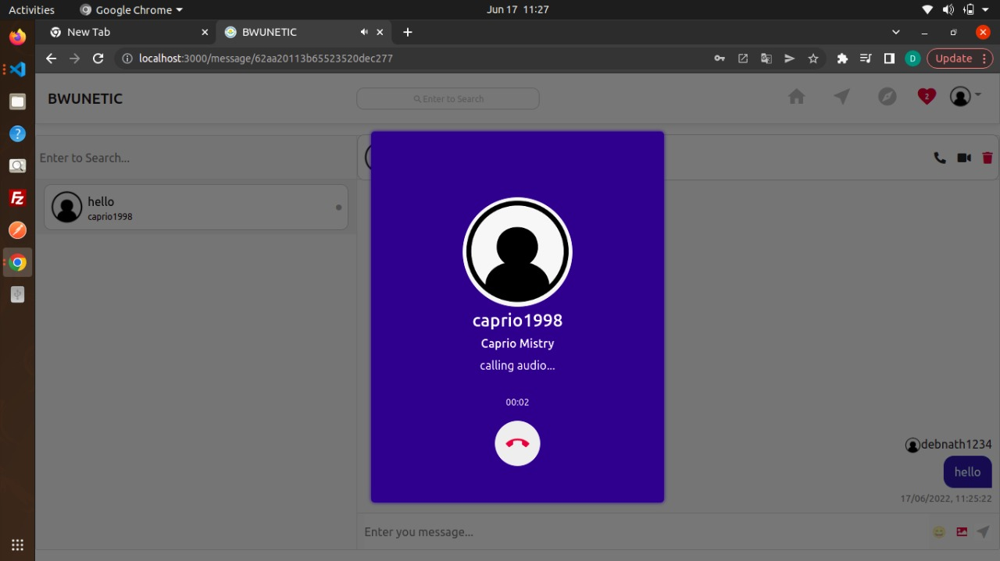 Activities Google Chrome Jun 17 11:27
New Tab BWUNETIC
localhost:3000/message/62aa20113b65523520dec277 D Update
BWUNETIC Enter to Search 2
Enter to Search...
hello
caprio1998
caprio1998
Caprio Mistry
calling audio...
00:02
debnath1234
hello
17/06/2022, 11:25:22
Enter you message...